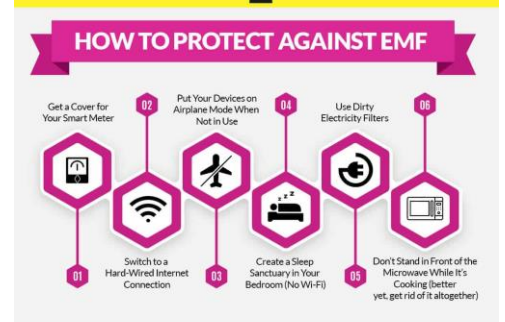 HOW TO PROTECT AGAINST EMF
Get a Cover for
Your Smart Meter
01
02
Switch to a
Hard-Wired Internet
Connection
Put Your Devices on
Airplane Mode When
Not in Use
03
04
Create a Sleep
Sanctuary in Your
Bedroom (No Wi-Fi)
Use Dirty
Electricity Filters
05
06
Don't Stand in Front of the
Microwave While It's
Cooking (better
yet, get rid of it altogether)
z z z